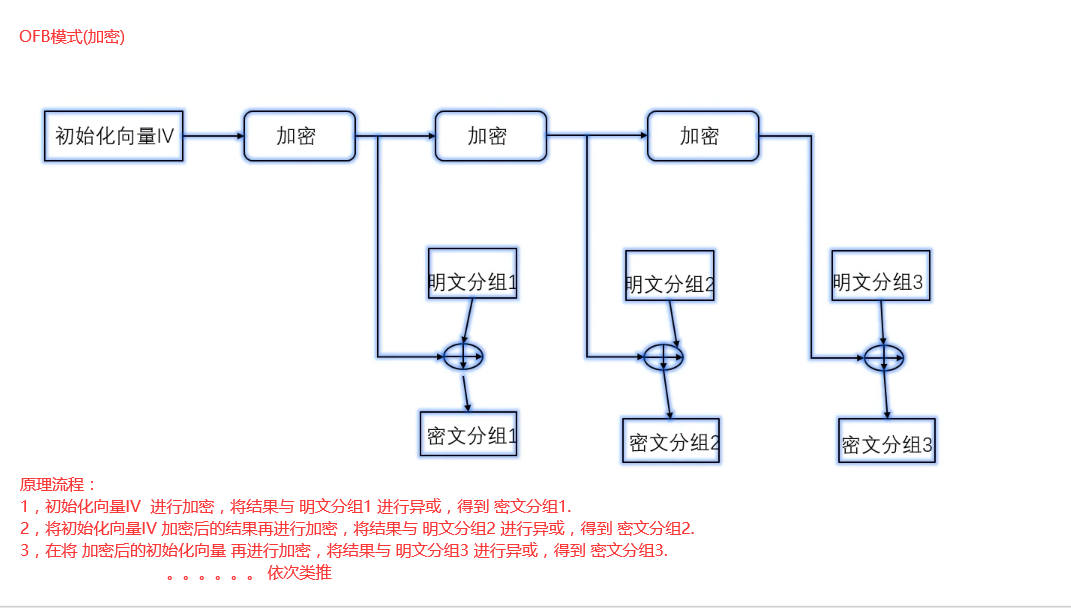 OFB模式(加密)
初始化向量IV 加密 加密 加密
明文分组1 明文分组2 明文分组3
密文分组1 密文分组2 密文分组3
原理流程：
1，初始化向量IV 进行加密，将结果与 明文分组1 进行异或，得到 密文分组1.
2，将初始化向量IV 加密后的结果再进行加密，将结果与 明文分组2 进行异或，得到 密文分组2.
3，在将 加密后的初始化向量 再进行加密，将结果与 明文分组3 进行异或，得到 密文分组3.
。。。。。。 依次类推